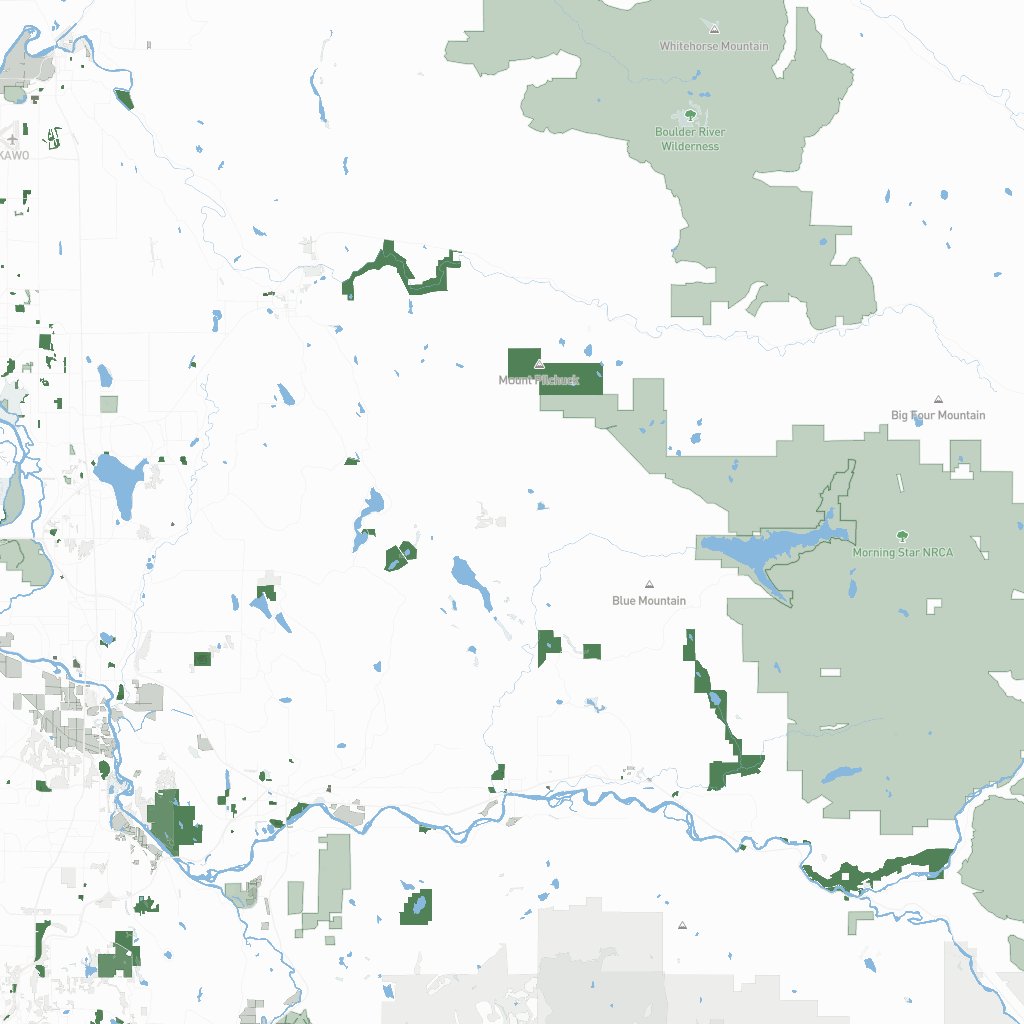 Whitehorse Mountain
Boulder River
Wilderness
KAWO
Mount Pilchuck
Big Four Mountain
Morning Star NRCA
Blue Mountain